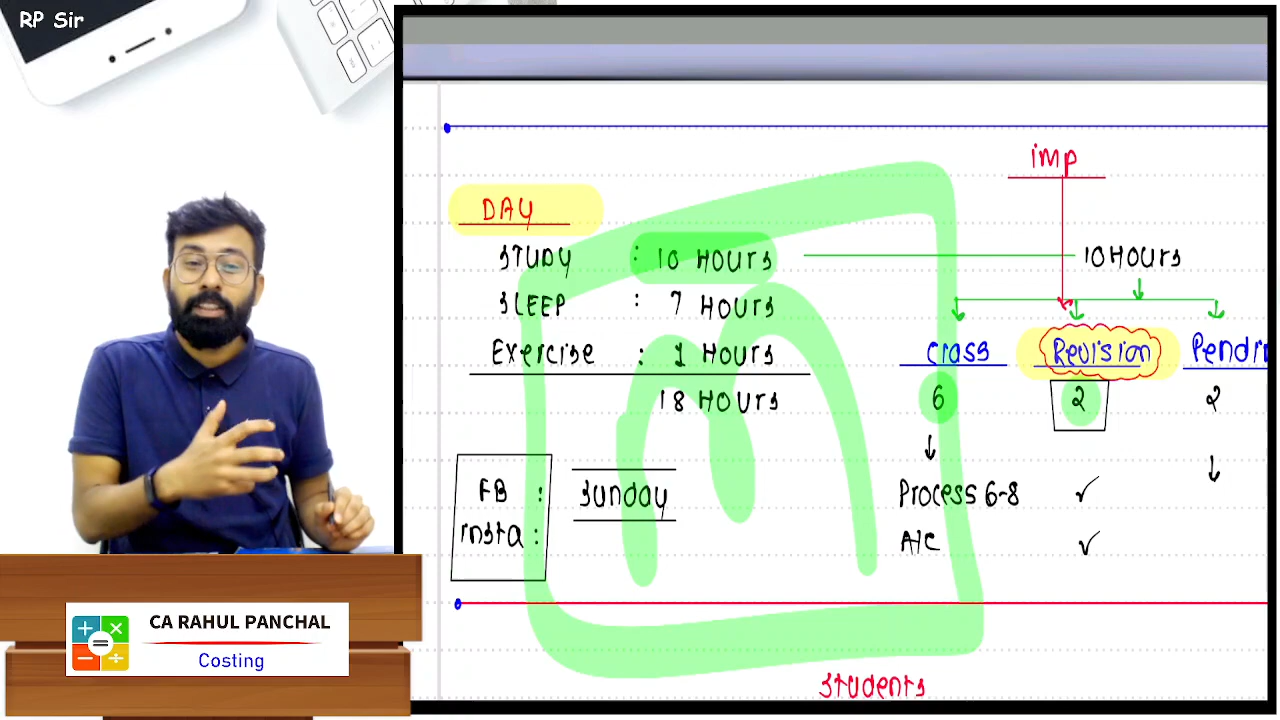 RP Sir
imp
DAY
STUDY : 10 HOURS
10 HOURS
SLEEP : 7 HOURS
Exercise : 1 HOURS
18 HOURS
class Revision
6 2 2
FB : Sunday
insta :
Process 6-8 ✓
A/C ✓
Students
CA RAHUL PANCHAL
Costing